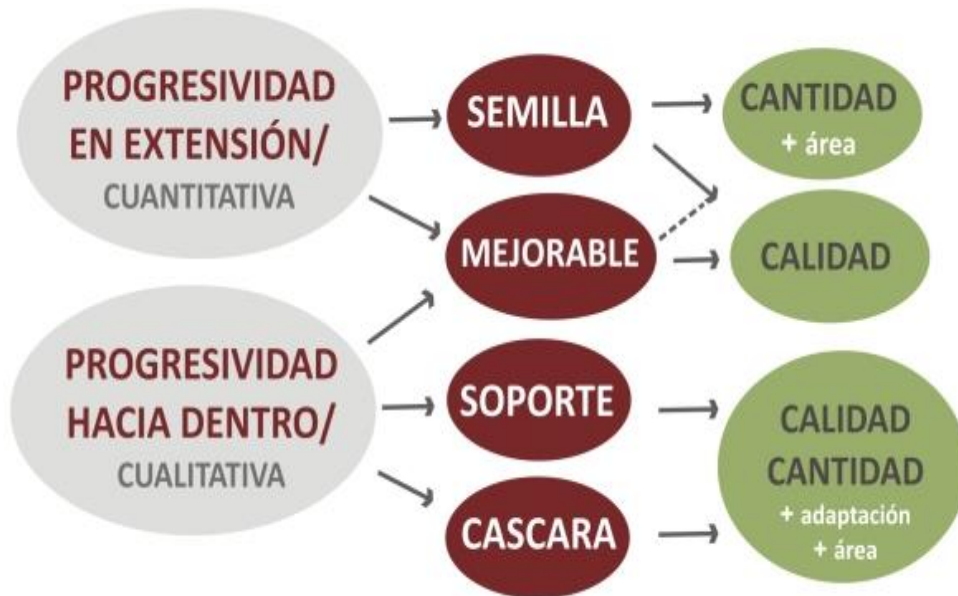 PROGRESIVIDAD
EN EXTENSIÓN/
CUANTITATIVA
SEMILLA
CANTIDAD
+ área
MEJORABLE
CALIDAD
PROGRESIVIDAD
HACIA DENTRO/
CUALITATIVA
SOPORTE
CASCARA
CALIDAD
CANTIDAD
+ adaptación
+ área